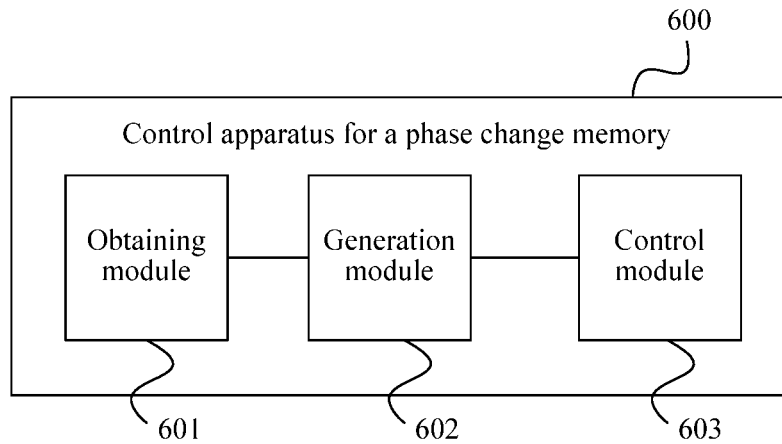 600
Control apparatus for a phase change memory
Obtaining
module
Generation
module
Control
module
601
602
603